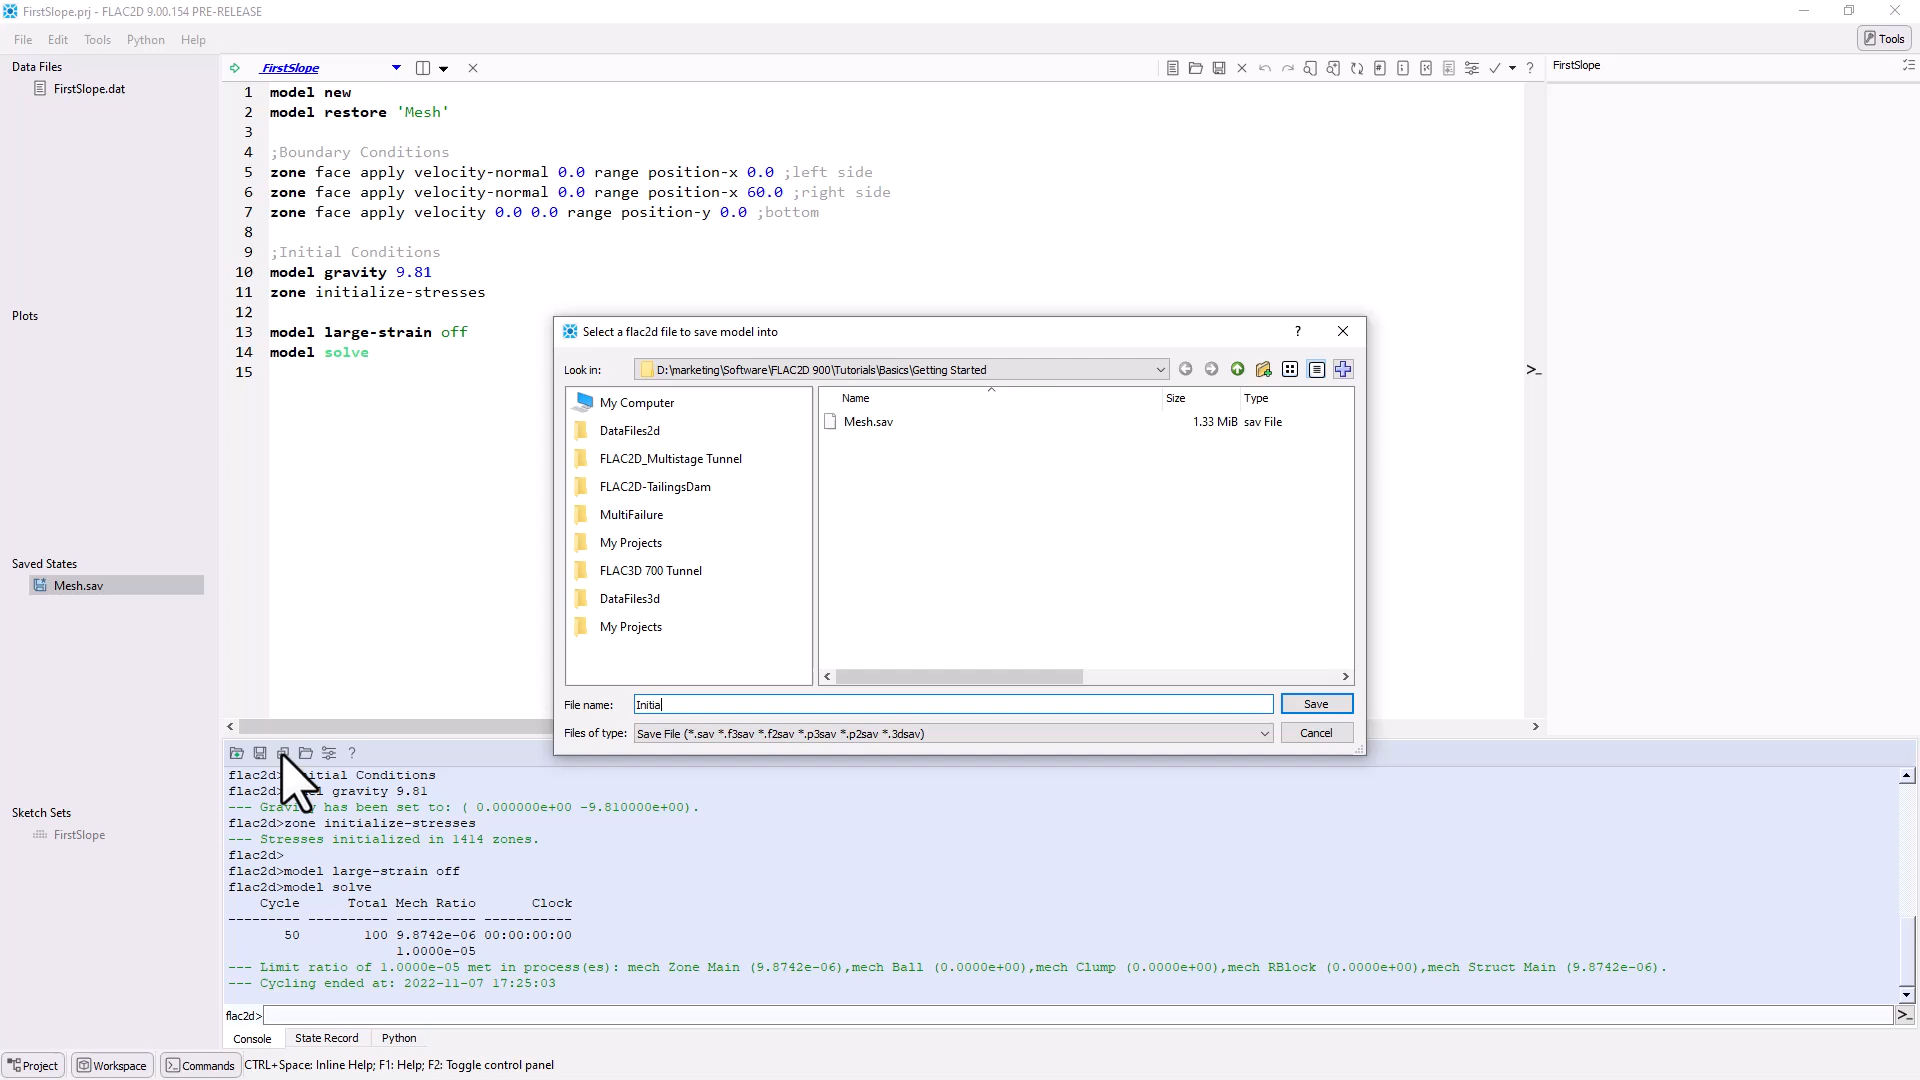 FirstSlope.prj - FLAC2D 9.00.154 PRE-RELEASE
File Edit Tools Python Help
Tools
Data Files
FirstSlope.dat
Plots
Saved States
Mesh.sav
Sketch Sets
FirstSlope
FirstSlope
?
FirstSlope
1 model new
2 model restore 'Mesh'
3
4 ;Boundary Conditions
5 zone face apply velocity-normal 0.0 range position-x 0.0 ;left side
6 zone face apply velocity-normal 0.0 range position-x 60.0 ;right side
7 zone face apply velocity 0.0 0.0 range position-y 0.0 ;bottom
8
9 ;Initial Conditions
10 model gravity 9.81
11 zone initialize-stresses
12
13 model large-strain off
14 model solve
15
>_
Select a flac2d file to save model into
?
Look in: D:\marketing\Software\FLAC2D 900\Tutorials\Basics\Getting Started
My Computer
DataFiles2d
FLAC2D_Multistage Tunnel
FLAC2D-TailingsDam
MultiFailure
My Projects
FLAC3D 700 Tunnel
DataFiles3d
My Projects
Name Size Type
Mesh.sav 1.33 MiB sav File
File name: Initia Save
Files of type: Save File (*.sav *.f3sav *.f2sav *.p3sav *.p2sav *.3dsav) Cancel
?
flac2d> itial Conditions
flac2d> l gravity 9.81
--- Gravi has been set to: ( 0.000000e+00 -9.810000e+00).
flac2d>zone initialize-stresses
--- Stresses initialized in 1414 zones.
flac2d>
flac2d>model large-strain off
flac2d>model solve
Cycle Total Mech Ratio Clock
--------- ---------- ---------- -----------
50 100 9.8742e-06 00:00:00:00
1.0000e-05
--- Limit ratio of 1.0000e-05 met in process(es): mech Zone Main (9.8742e-06),mech Ball (0.0000e+00),mech Clump (0.0000e+00),mech RBlock (0.0000e+00),mech Struct Main (9.8742e-06).
--- Cycling ended at: 2022-11-07 17:25:03
flac2d>
>_
Console State Record Python
Project Workspace Commands CTRL+Space: Inline Help; F1: Help; F2: Toggle control panel